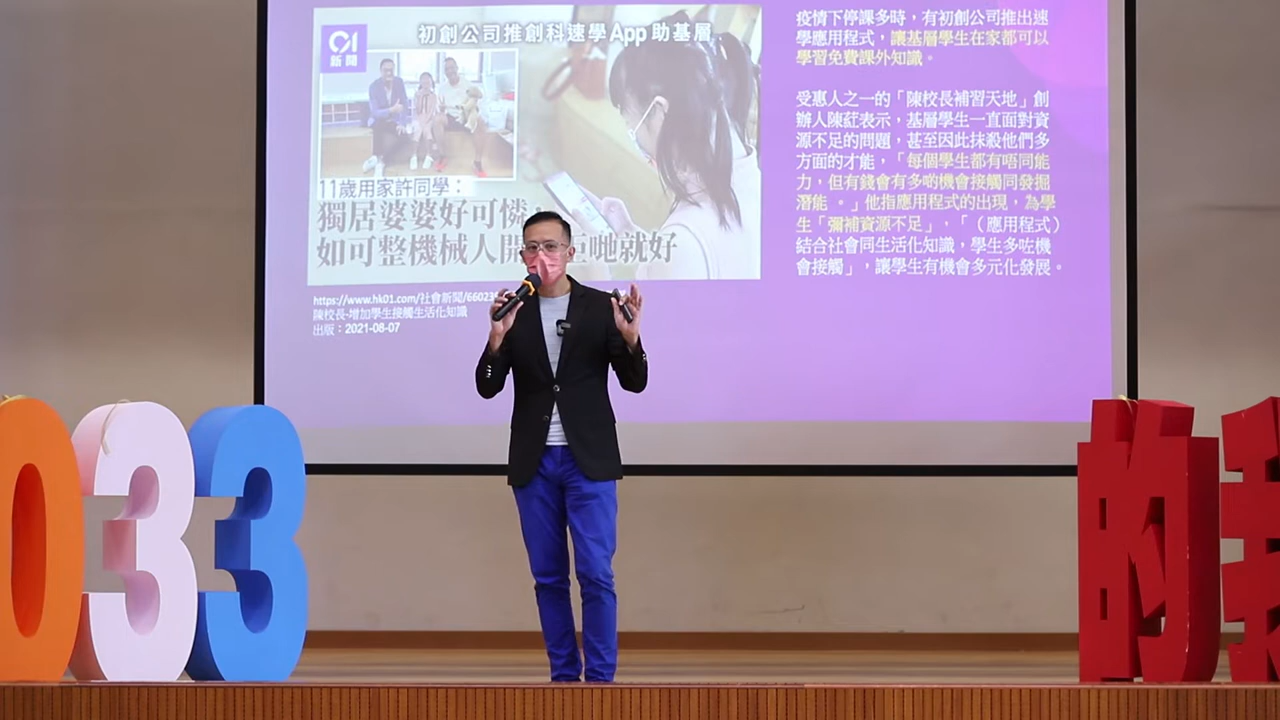 初創公司推創科速學App助基層
01
新聞
11歲用家許同學：
獨居婆婆好可憐，
如可整機械人開 佢哋就好
https://www.hk01.com/社會新聞/66023
陳校長-增加學生接觸生活化知識
出版：2021-08-07
疫情下停課多時，有初創公司推出速
學應用程式，讓基層學生在家都可以
學習免費課外知識。
受惠人之一的「陳校長補習天地」創
辦人陳葒表示，基層學生一直面對資
源不足的問題，甚至因此抹殺他們多
方面的才能，「每個學生都有唔同能
力，但有錢會有多啲機會接觸同發掘
潛能 。」他指應用程式的出現，為學
生「彌補資源不足」，「（應用程式）
結合社會同生活化知識，學生多咗機
會接觸」，讓學生有機會多元化發展。
033
的